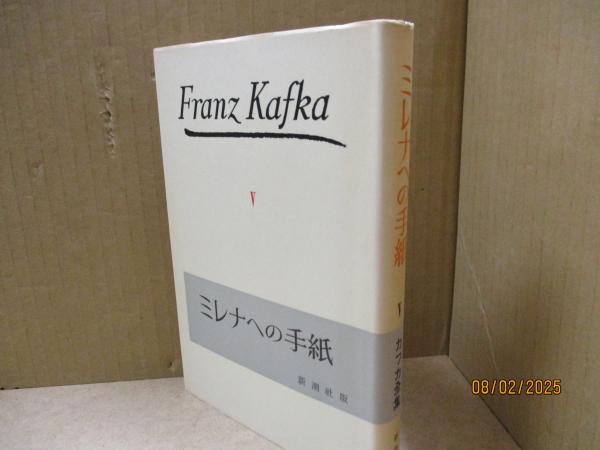 Franz Kafka
V
ミレナへの手紙
新潮社版
ミレナへの手紙
V
カフカ全集
08/02/2025